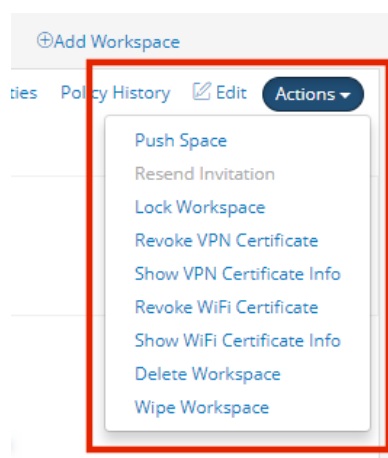 ⊕Add Workspace
ties Policy History Edit Actions
Push Space
Resend Invitation
Lock Workspace
Revoke VPN Certificate
Show VPN Certificate Info
Revoke WiFi Certificate
Show WiFi Certificate Info
Delete Workspace
Wipe Workspace